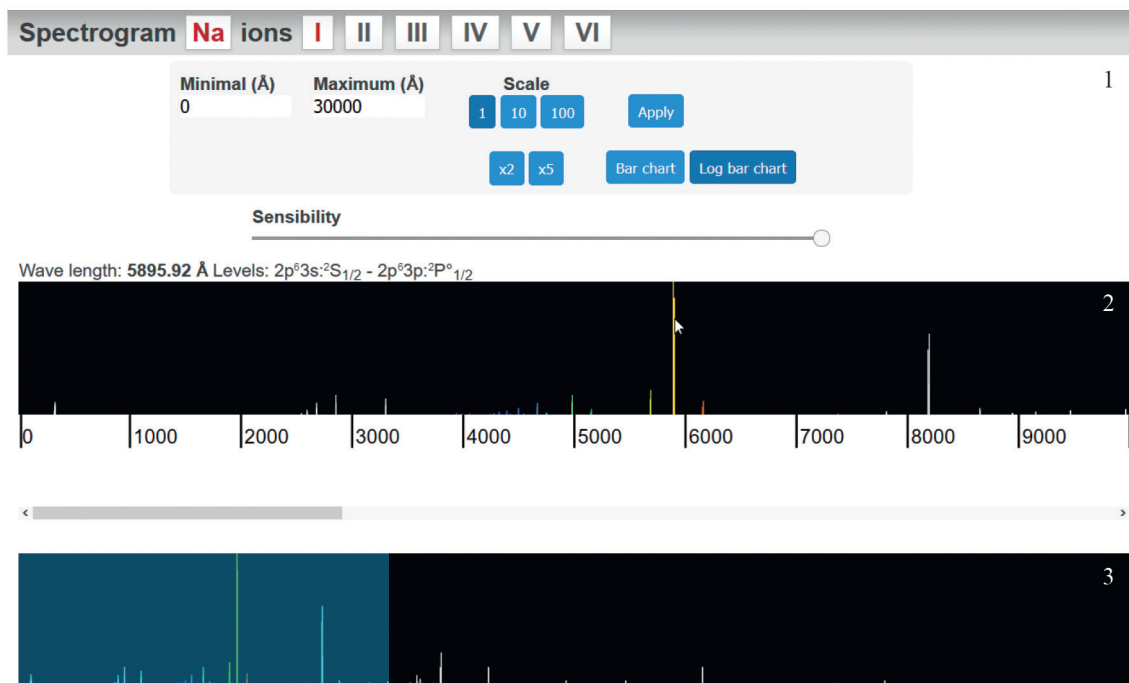 Spectrogram Na ions I II III IV V VI
1
Minimal (Å) Maximum (Å) Scale
0 30000 1 10 100 Apply
x2 x5 Bar chart Log bar chart
Sensibility
Wave length: 5895.92 Å Levels: 2p⁶3s:²S₁/₂ - 2p⁶3p:²P°₁/₂
2
0 1000 2000 3000 4000 5000 6000 7000 8000 9000
3